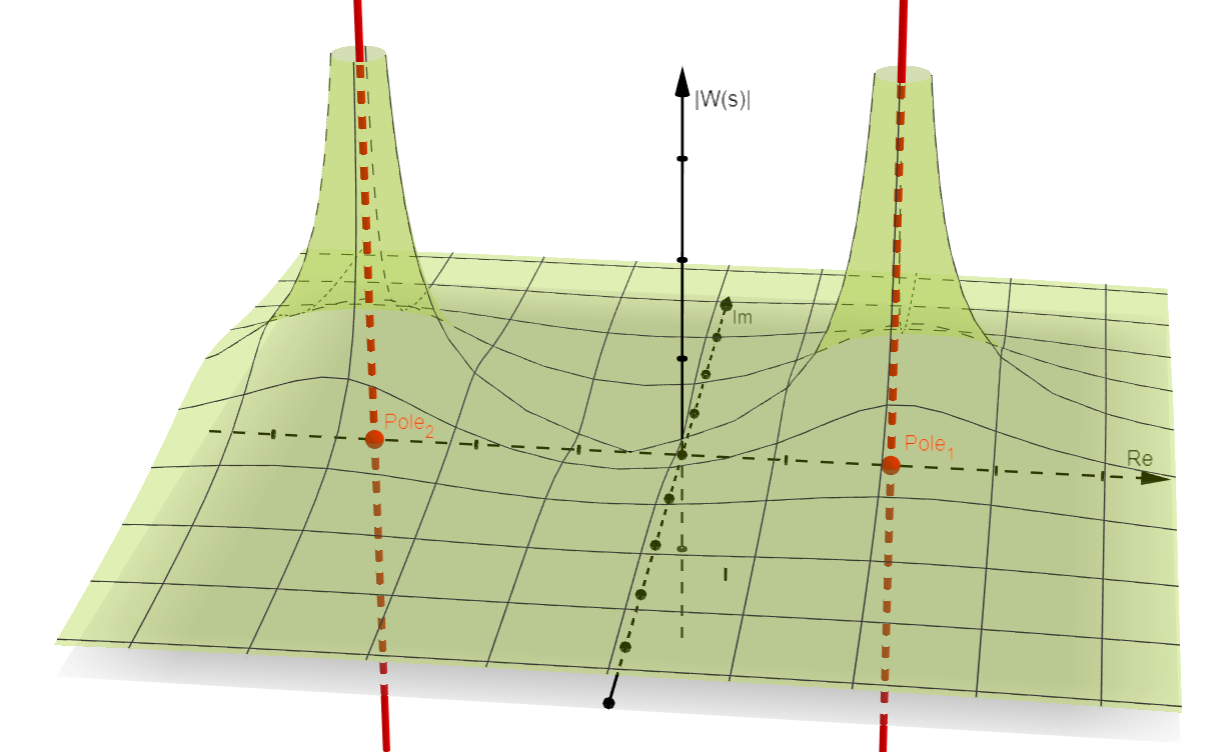 |W(s)|
Im
Pole₂
Pole₁
Re